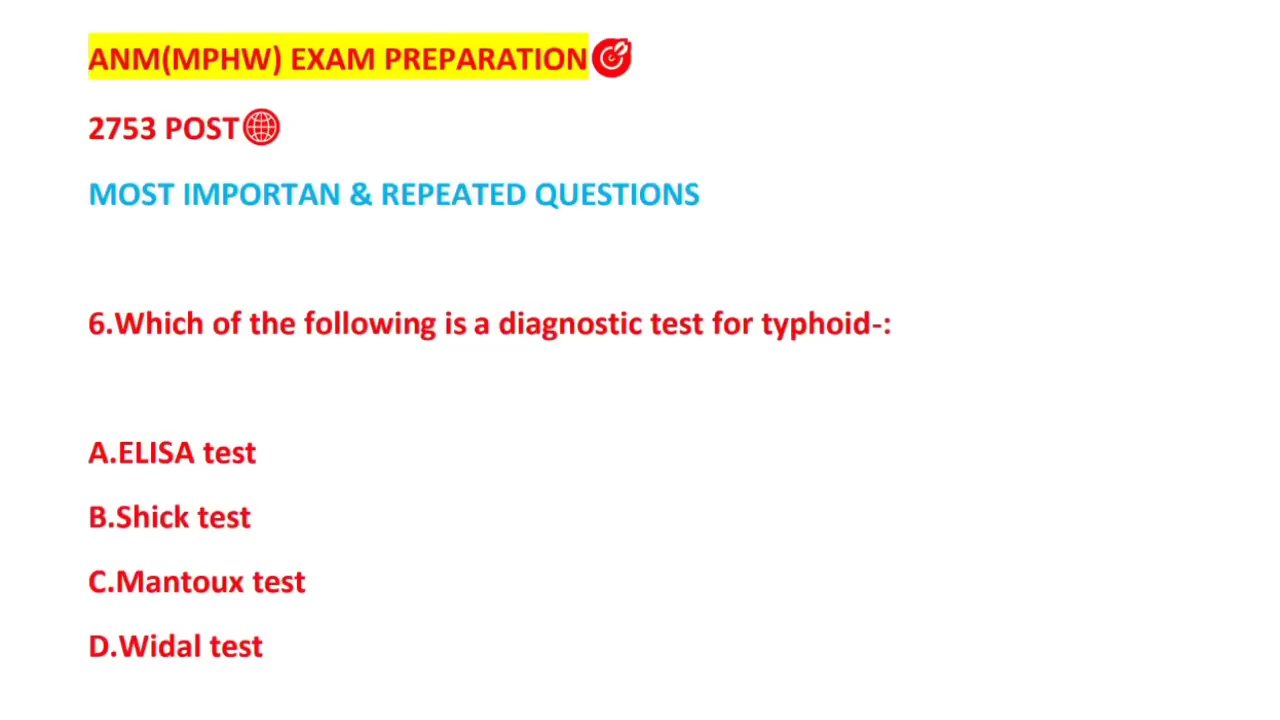 ANM(MPHW) EXAM PREPARATION
2753 POST
MOST IMPORTAN & REPEATED QUESTIONS
6.Which of the following is a diagnostic test for typhoid-:
A.ELISA test
B.Shick test
C.Mantoux test
D.Widal test